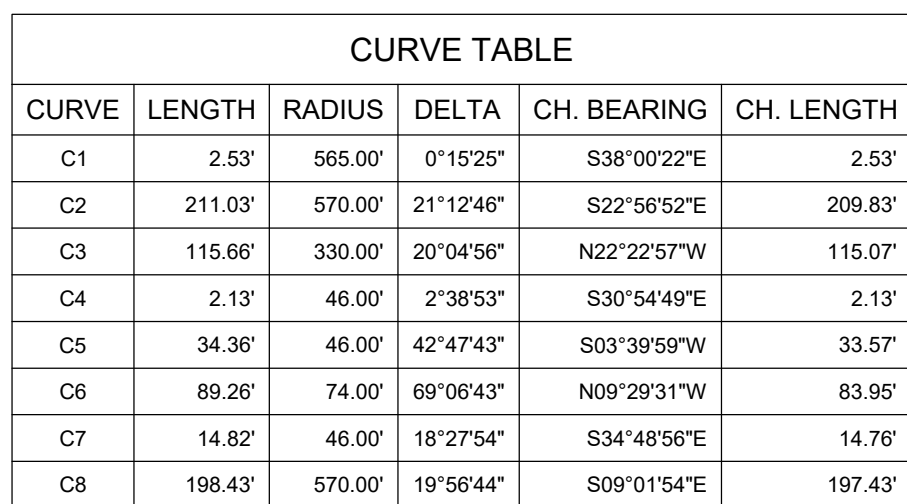 CURVE TABLE
CURVE LENGTH RADIUS DELTA CH. BEARING CH. LENGTH
C1 2.53' 565.00' 0°15'25" S38°00'22"E 2.53'
C2 211.03' 570.00' 21°12'46" S22°56'52"E 209.83'
C3 115.66' 330.00' 20°04'56" N22°22'57"W 115.07'
C4 2.13' 46.00' 2°38'53" S30°54'49"E 2.13'
C5 34.36' 46.00' 42°47'43" S03°39'59"W 33.57'
C6 89.26' 74.00' 69°06'43" N09°29'31"W 83.95'
C7 14.82' 46.00' 18°27'54" S34°48'56"E 14.76'
C8 198.43' 570.00' 19°56'44" S09°01'54"E 197.43'